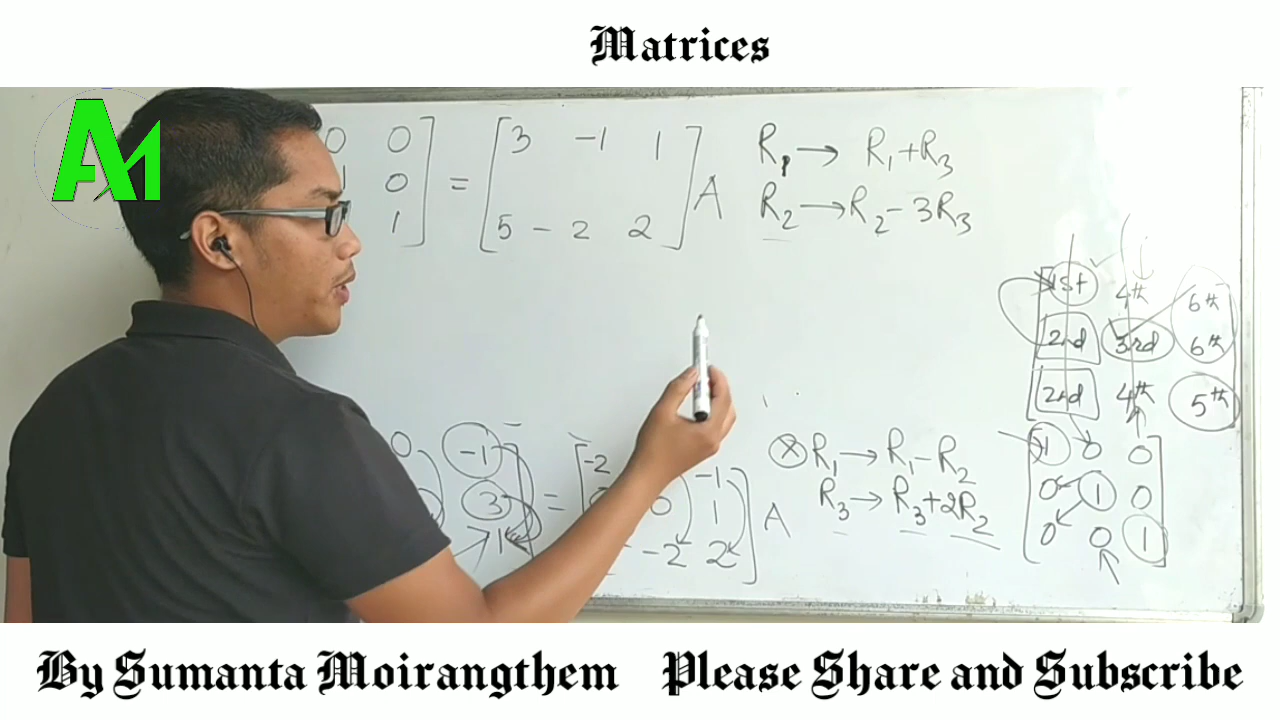 Matrices
AM
0 0 3 -1 1 R₁ → R₁+R₃
1 0 = A R₂ → R₂ - 3R₃
1 5 -2 2
1st 4th 6th
2nd 3rd 6th
2nd 4th 5th
0 -1 -2 -1 R₁ → R₁-R₂
3 = 0 1 A R₃ → R₃+2R₂
1 -2 2
1 0 0
0 1 0
0 0 1
By Sumanta Moirangthem Please Share and Subscribe